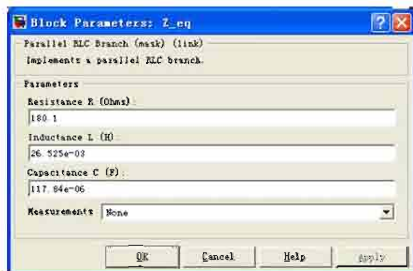 Block Parameters: Z_eq
Parallel RLC Branch (mask) (link)
Implements a parallel RLC branch.
Parameters
Resistance R (Ohms) :
180.1
Inductance L (H) :
26.525e-03
Capacitance C (F) :
117.84e-06
Measurements None
OK Cancel Help Apply